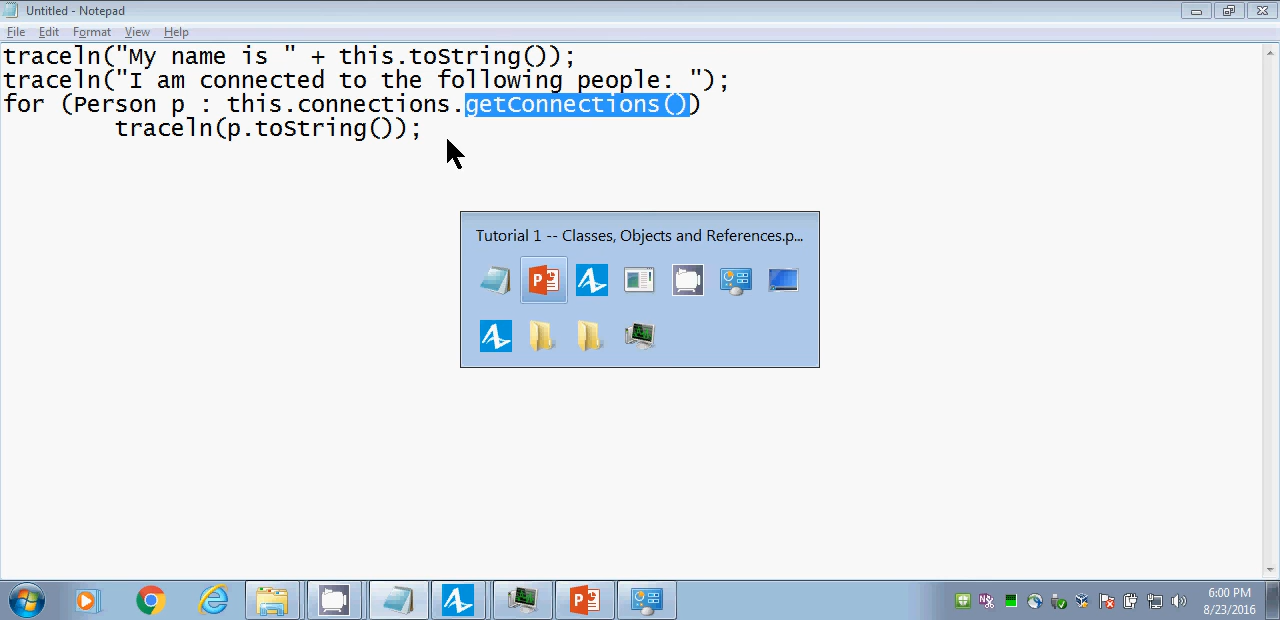 Untitled - Notepad
File Edit Format View Help
traceln("My name is " + this.toString());
traceln("I am connected to the following people: ");
for (Person p : this.connections.getConnections())
traceln(p.toString());
Tutorial 1 -- Classes, Objects and References.p...
6:00 PM
8/23/2016